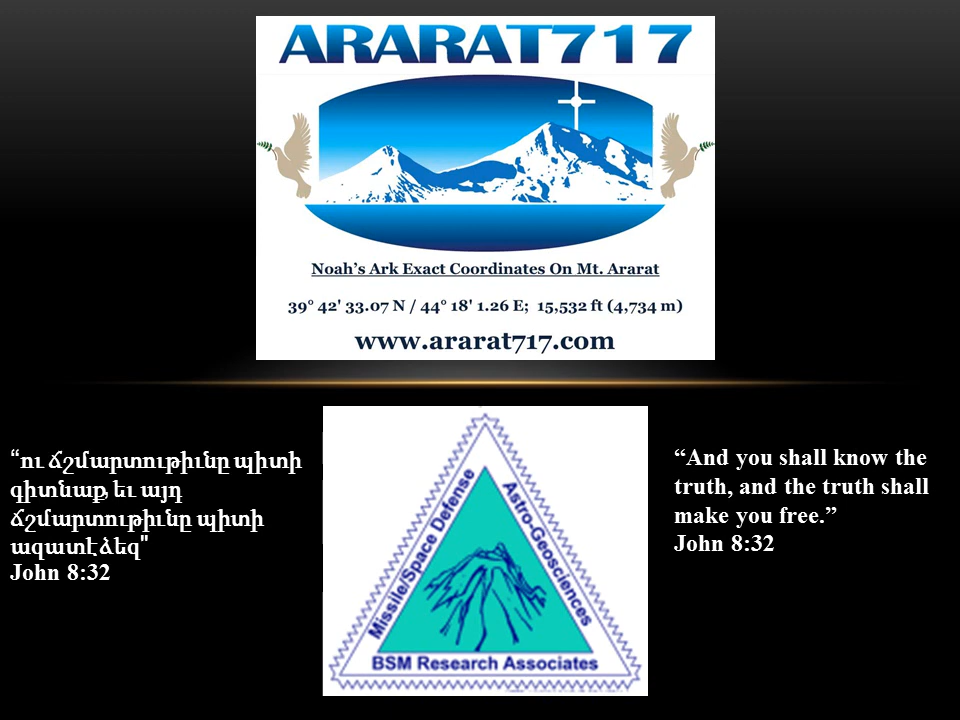 ARARAT717
Noah's Ark Exact Coordinates On Mt. Ararat
39° 42' 33.07 N / 44° 18' 1.26 E;  15,532 ft (4,734 m)
www.ararat717.com
“ու ճշմարտութիւնը պիտի
գիտնաք, եւ այդ
ճշմարտութիւնը պիտի
ազատէ ձեզ"
John 8:32
Missile/Space Defense
Astro-Geosciences
BSM Research Associates
“And you shall know the
truth, and the truth shall
make you free.”
John 8:32